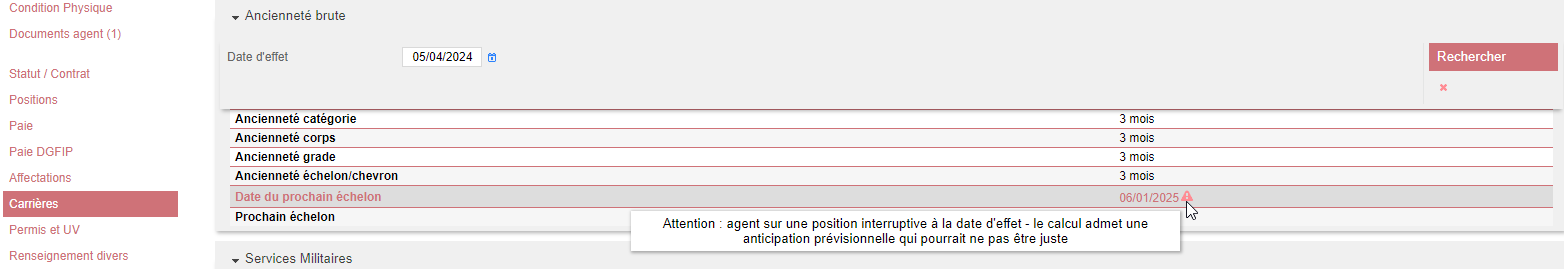 Condition Physique
Documents agent (1)
Statut / Contrat
Positions
Paie
Paie DGFIP
Affectations
Carrières
Permis et UV
Renseignement divers
Ancienneté brute
Date d'effet 05/04/2024
Rechercher
Ancienneté catégorie 3 mois
Ancienneté corps 3 mois
Ancienneté grade 3 mois
Ancienneté échelon/chevron 3 mois
Date du prochain échelon 06/01/2025
Prochain échelon
Attention : agent sur une position interruptive à la date d'effet - le calcul admet une
anticipation prévisionnelle qui pourrait ne pas être juste
Services Militaires